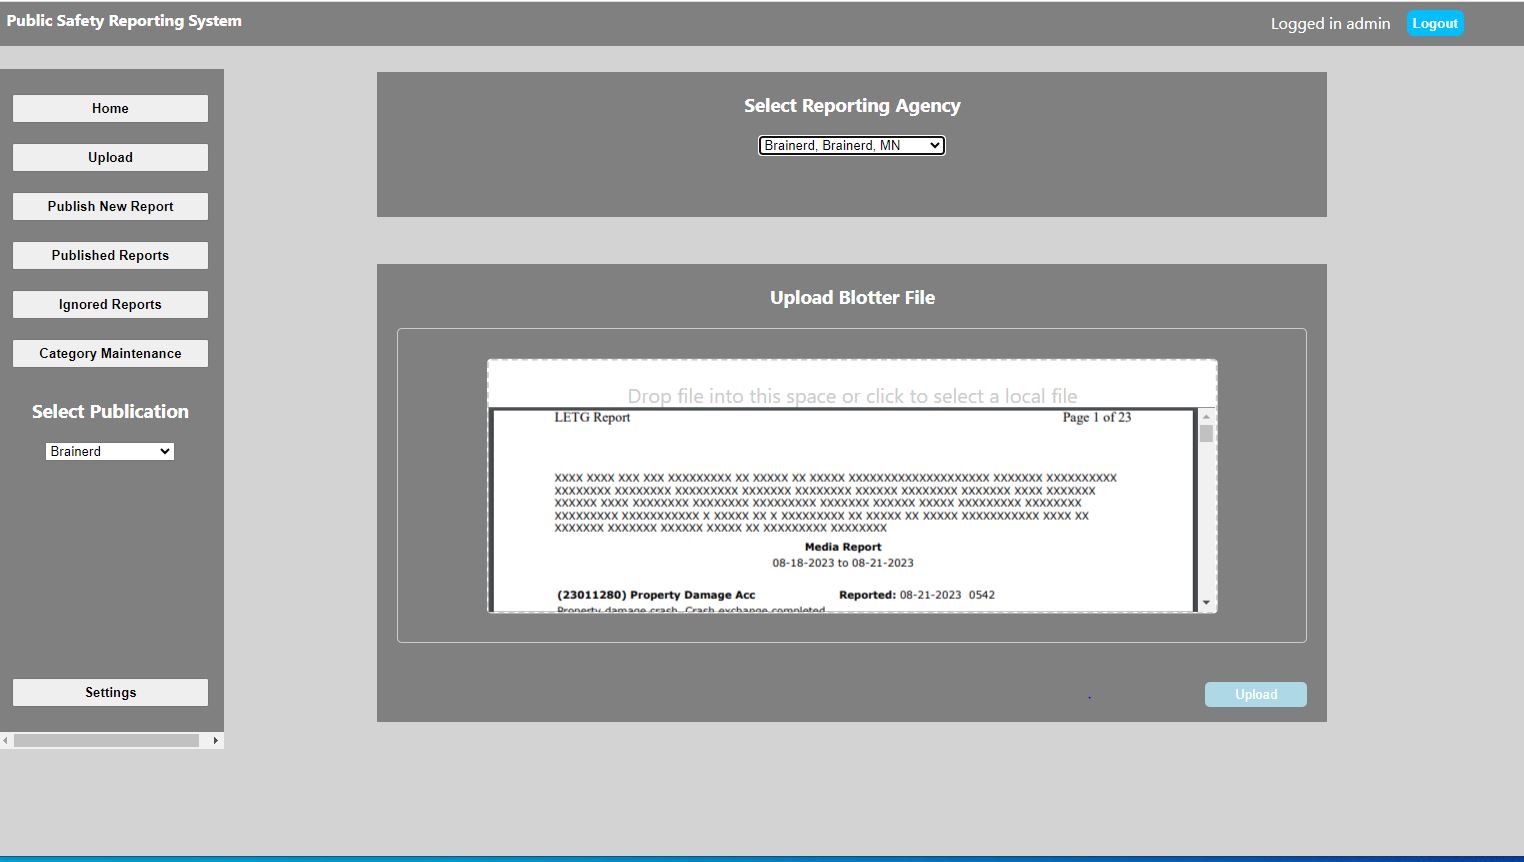 Public Safety Reporting System
Logged in admin Logout
Home
Upload
Publish New Report
Published Reports
Ignored Reports
Category Maintenance
Select Publication
Brainerd
Settings
Select Reporting Agency
Brainerd, Brainerd, MN
Upload Blotter File
Drop file into this space or click to select a local file
LETG Report Page 1 of 23
XXXX XXXX XXX XXX XXXXXXXXX XX XXXXX XX XXXXX XXXXXXXXXXXXXXXXXXXX XXXXXXX XXXXXXXXXX
XXXXXXXX XXXXXXXX XXXXXXXXX XXXXXXX XXXXXXXX XXXXXX XXXXXXXX XXXXXXX XXXX XXXXXXX
XXXXXX XXXX XXXXXXXX XXXXXXXX XXXXXXXXX XXXXXXX XXXXXX XXXXX XXXXXXXXX XXXXXXXX
XXXXXXXXX XXXXXXXXXXX X XXXXX XX X XXXXXXXXX XX XXXXX XX XXXXX XXXXXXXXXXX XXXX XX
XXXXXXX XXXXXXX XXXXXX XXXXX XX XXXXXXXXX XXXXXXXX
Media Report
08-18-2023 to 08-21-2023
(23011280) Property Damage Acc Reported: 08-21-2023 0542
Property damage crash. Crash exchange completed
Upload